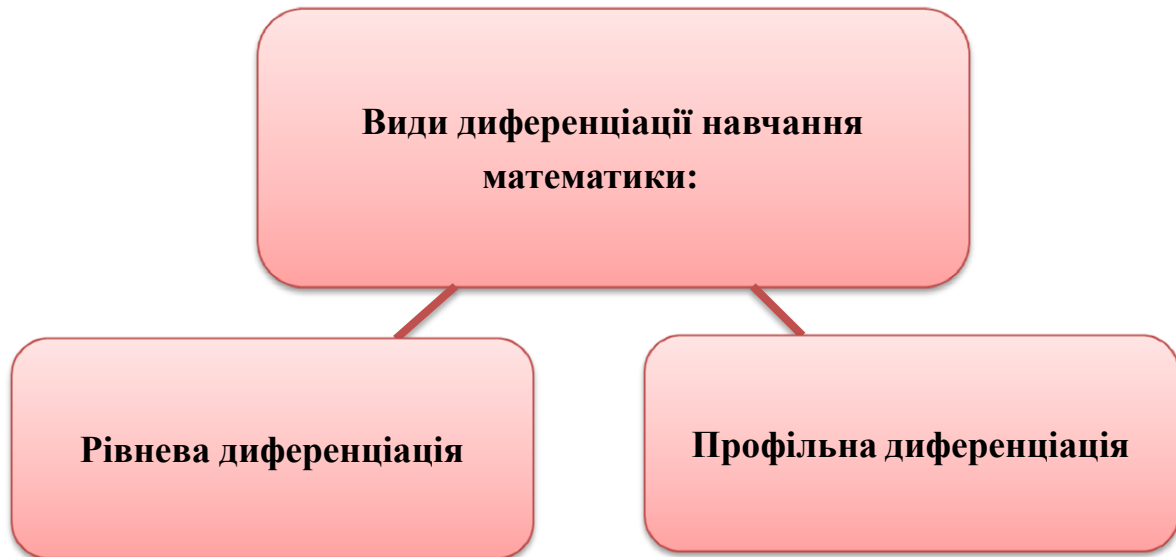 Види диференціації навчання
математики:
Рівнева диференціація
Профільна диференціація